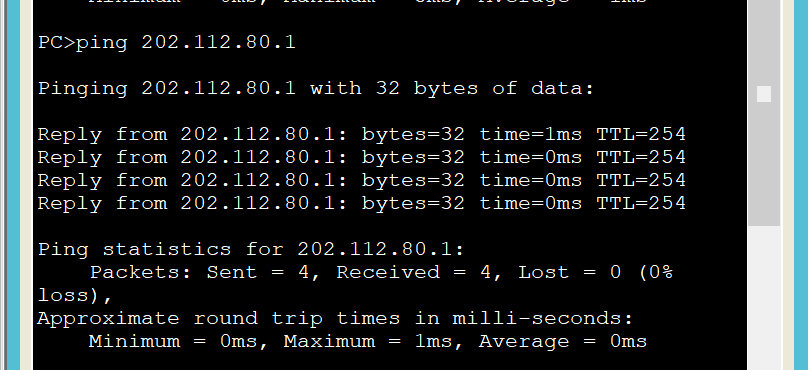 PC>ping 202.112.80.1
Pinging 202.112.80.1 with 32 bytes of data:
Reply from 202.112.80.1: bytes=32 time=1ms TTL=254
Reply from 202.112.80.1: bytes=32 time=0ms TTL=254
Reply from 202.112.80.1: bytes=32 time=0ms TTL=254
Reply from 202.112.80.1: bytes=32 time=0ms TTL=254
Ping statistics for 202.112.80.1:
Packets: Sent = 4, Received = 4, Lost = 0 (0%
loss),
Approximate round trip times in milli-seconds:
Minimum = 0ms, Maximum = 1ms, Average = 0ms